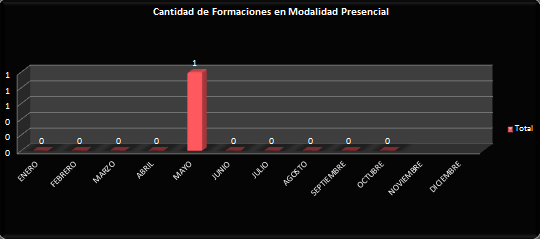 Cantidad de Formaciones en Modalidad Presencial
1
1
1
0
0
0
0 0 0 0 1 0 0 0 0 0
ENERO FEBRERO MARZO ABRIL MAYO JUNIO JULIO AGOSTO SEPTIEMBRE OCTUBRE NOVIEMBRE DICIEMBRE
Total